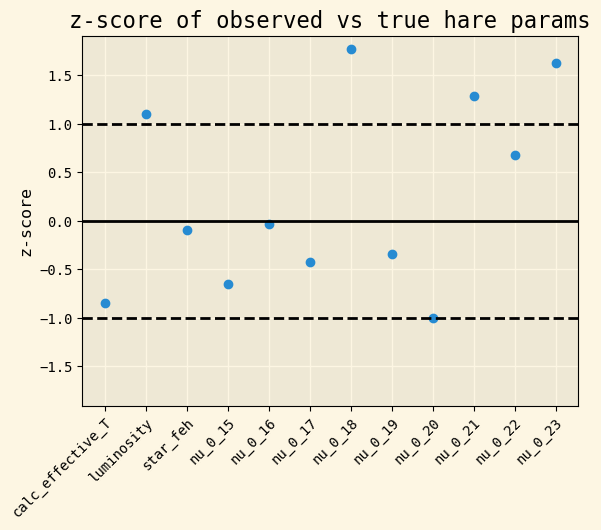 z-score of observed vs true hare params
z-score
1.5
1.0
0.5
0.0
−0.5
−1.0
−1.5
calc_effective_T
luminosity
star_feh
nu_0_15
nu_0_16
nu_0_17
nu_0_18
nu_0_19
nu_0_20
nu_0_21
nu_0_22
nu_0_23